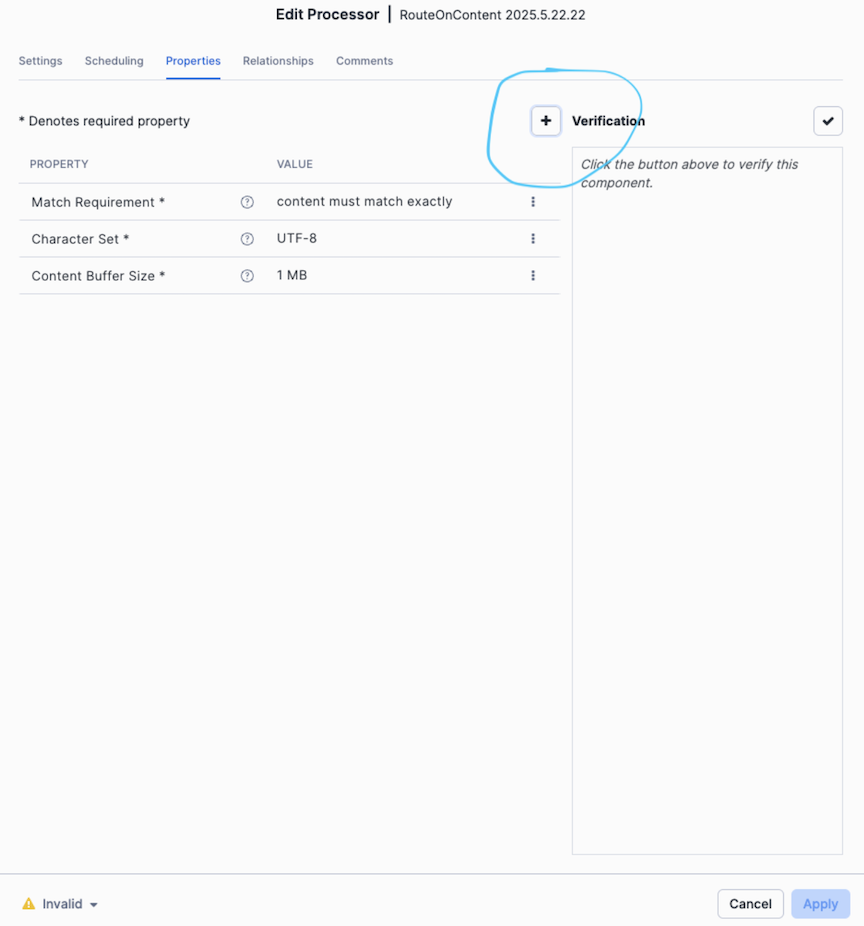 Edit Processor | RouteOnContent 2025.5.22.22
Settings Scheduling Properties Relationships Comments
* Denotes required property
PROPERTY VALUE
Match Requirement * content must match exactly
Character Set * UTF-8
Content Buffer Size * 1 MB
Verification
Click the button above to verify this
component.
Invalid
Cancel Apply